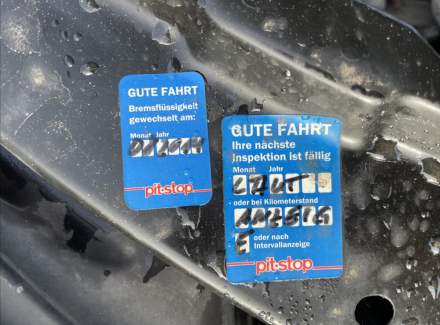 GUTE FAHRT
Bremsflüssigkeit
gewechselt am:
Monat Jahr
pit-stop
GUTE FAHRT
Ihre nächste
Inspektion ist fällig
Monat Jahr
LAUT
oder bei Kilometerstand
F oder nach
Intervallanzeige
pit-stop